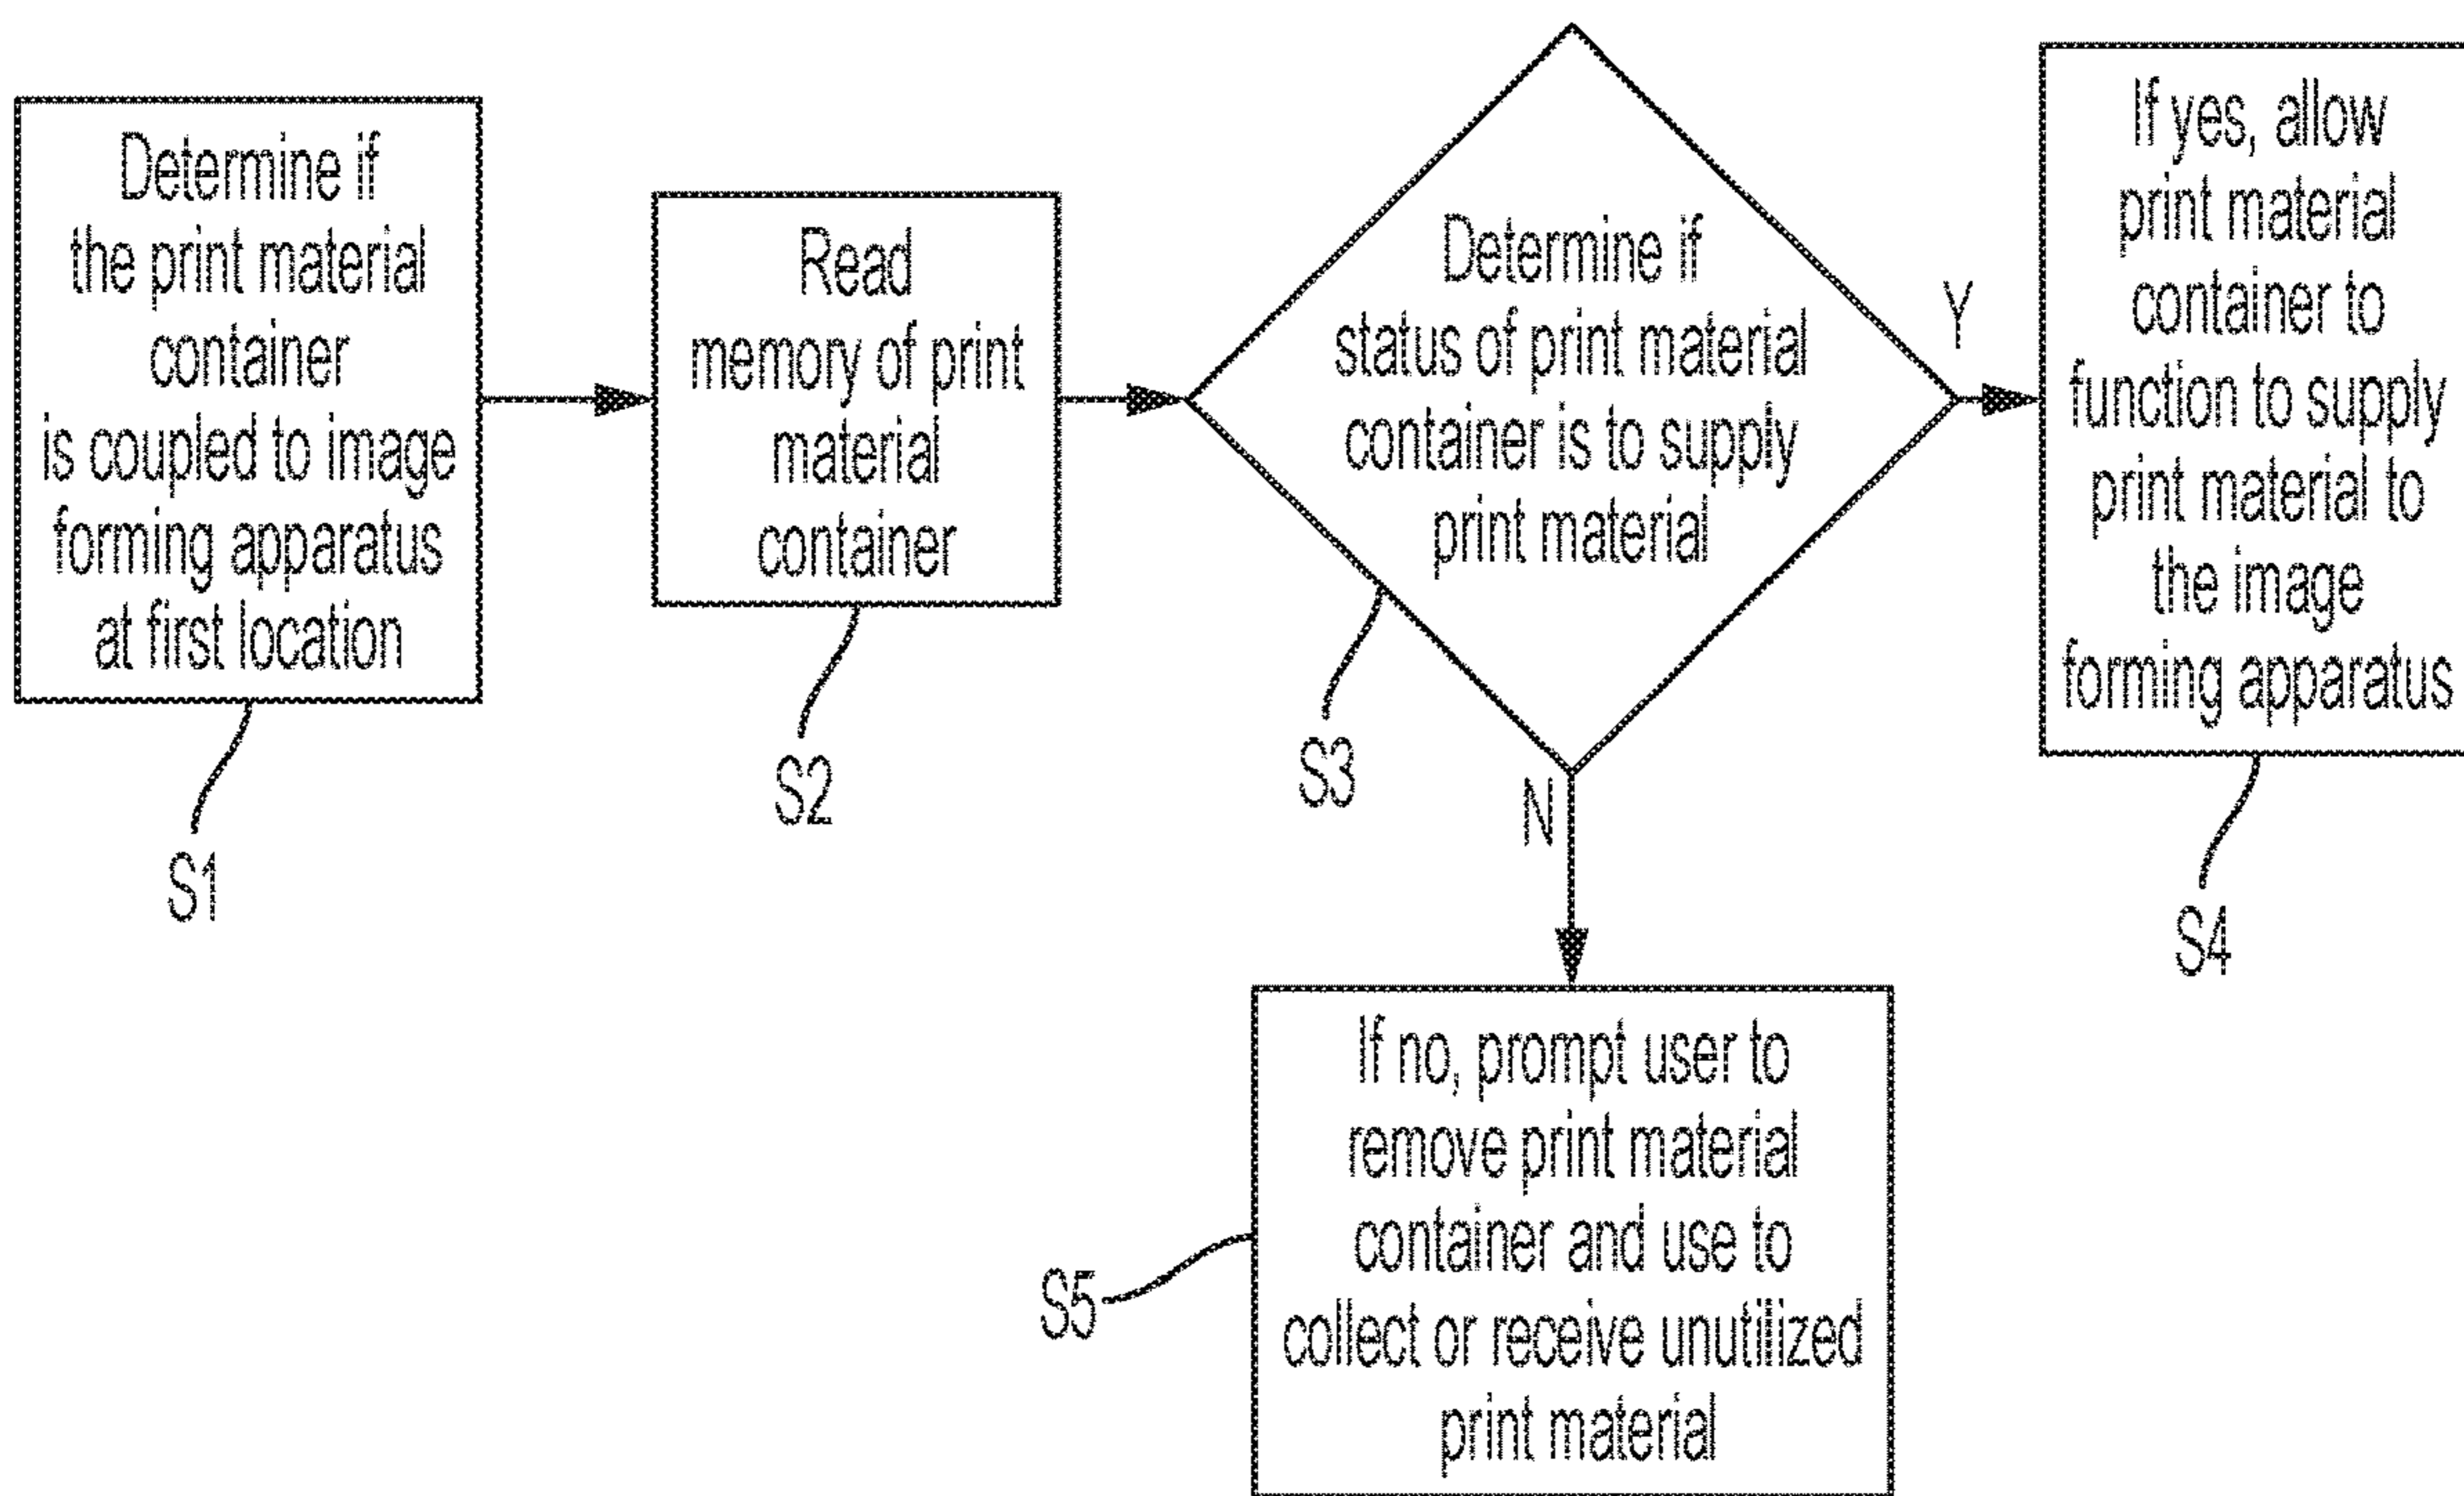 Determine if
the print material
container
is coupled to image
forming apparatus
at first location
S1
Read
memory of print
material
container
S2
Determine if
status of print material
container is to supply
print material
S3
Y
N
If yes, allow
print material
container to
function to supply
print material to
the image
forming apparatus
S4
If no, prompt user to
remove print material
container and use to
collect or receive unutilized
print material
S5